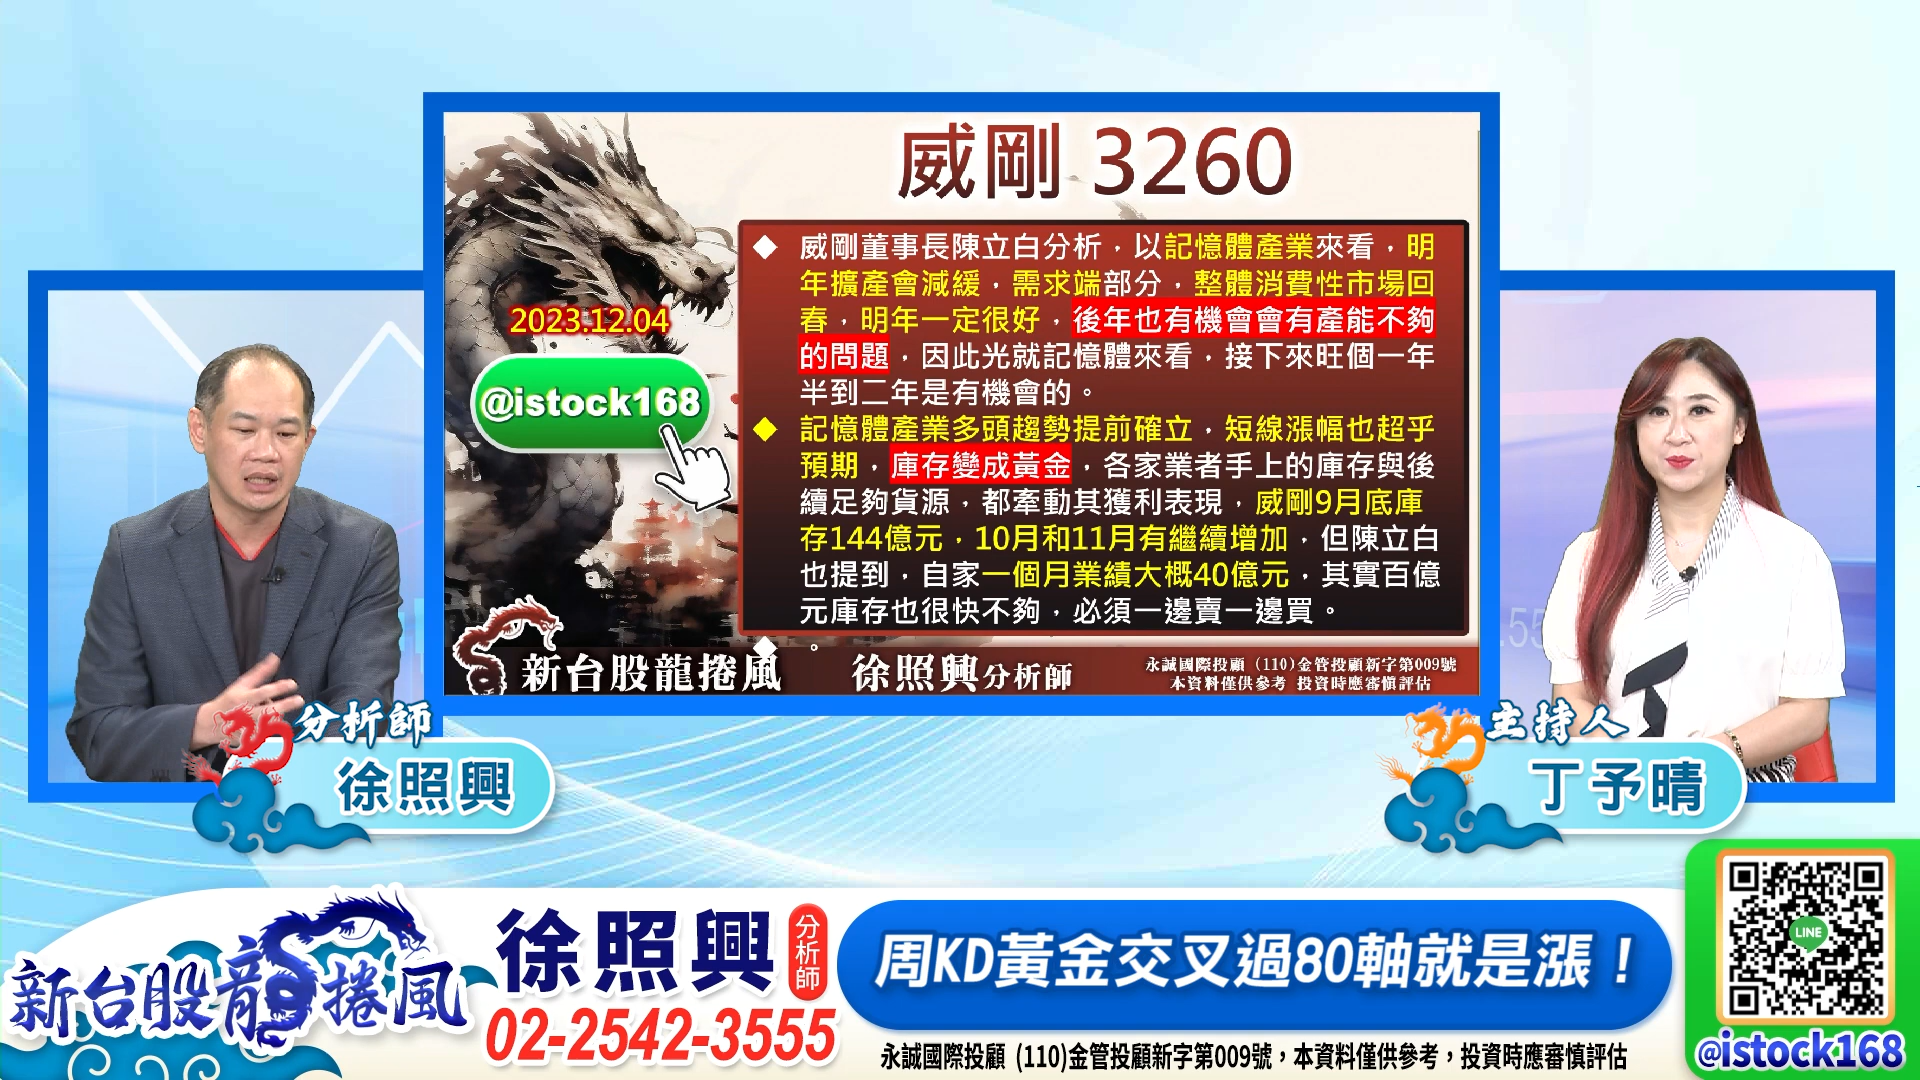 威剛 3260
2023.12.04
@istock168
◆ 威剛董事長陳立白分析，以記憶體產業來看，明
年擴產會減緩，需求端部分，整體消費性市場回
春，明年一定很好，後年也有機會會有產能不夠
的問題，因此光就記憶體來看，接下來旺個一年
半到二年是有機會的。
◆ 記憶體產業多頭趨勢提前確立，短線漲幅也超乎
預期，庫存變成黃金，各家業者手上的庫存與後
續足夠貨源，都牽動其獲利表現，威剛9月底庫
存144億元，10月和11月有繼續增加，但陳立白
也提到，自家一個月業績大概40億元，其實百億
元庫存也很快不夠，必須一邊賣一邊買。
◆ 。
新台股龍捲風 徐照興分析師
永誠國際投顧 (110)金管投顧新字第009號
本資料僅供參考 投資時應審慎評估
.55
分析師
徐照興
主持人
丁予晴
新台股龍捲風
徐照興 分析師
02-2542-3555
周KD黃金交叉過80軸就是漲！
永誠國際投顧 (110)金管投顧新字第009號，本資料僅供參考，投資時應審慎評估
LINE
@istock168